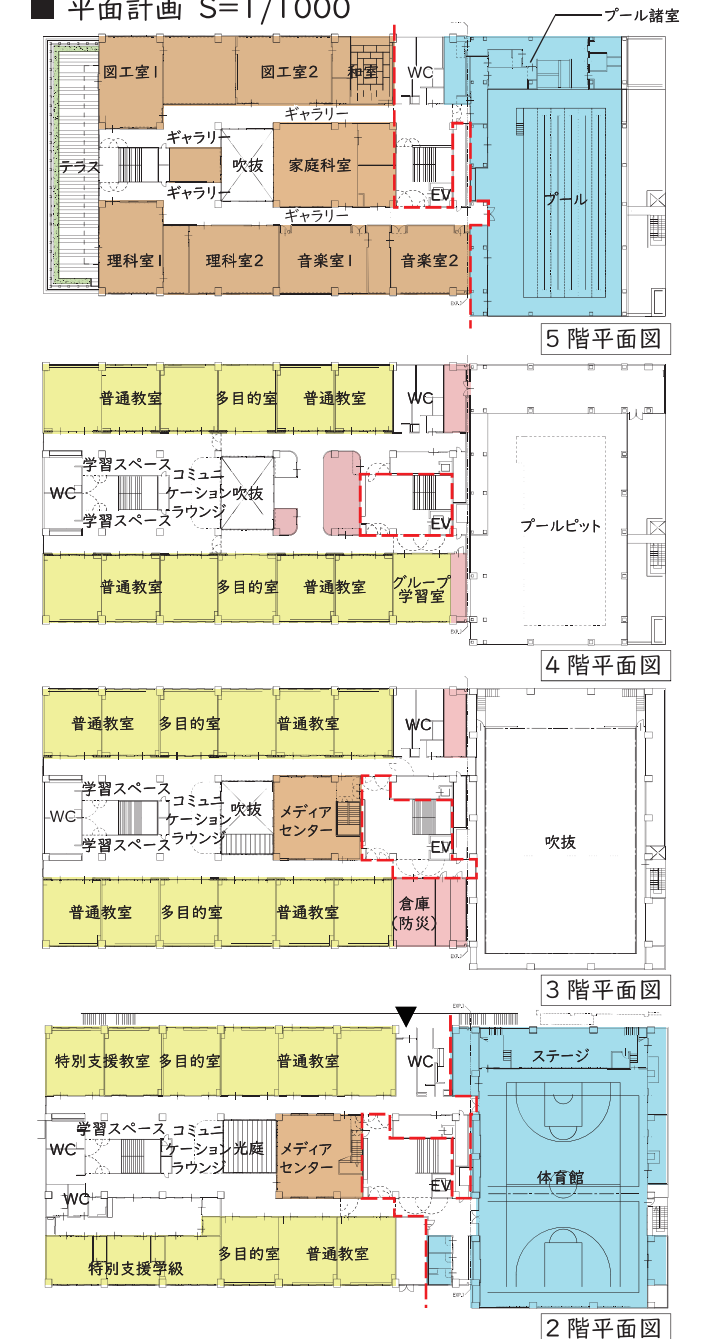 ■ 平面計画 S=1/1000
プール諸室
図工室1
図工室2
和室
WC
ギャラリー
ギャラリー
テラス
吹抜
家庭科室
ギャラリー
EV
プール
ギャラリー
理科室1
理科室2
音楽室1
音楽室2
5階平面図
普通教室
多目的室
普通教室
WC
学習スペース
コミュニ
ケーション
ラウンジ
WC
吹抜
学習スペース
EV
プールピット
普通教室
多目的室
普通教室
グループ
学習室
4階平面図
普通教室
多目的室
普通教室
WC
学習スペース
コミュニ
ケーション
ラウンジ
WC
吹抜
メディア
センター
学習スペース
EV
吹抜
普通教室
多目的室
普通教室
倉庫
(防災)
3階平面図
特別支援教室
多目的室
普通教室
WC
ステージ
学習スペース
コミュニ
ケーション
ラウンジ
WC
光庭
メディア
センター
EV
体育館
WC
特別支援学級
多目的室
普通教室
2階平面図